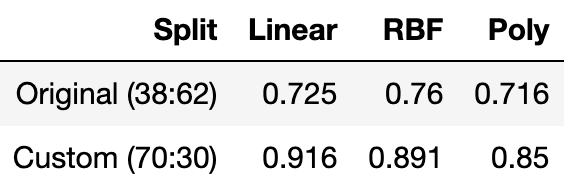 Split Linear RBF Poly
Original (38:62) 0.725 0.76 0.716
Custom (70:30) 0.916 0.891 0.85